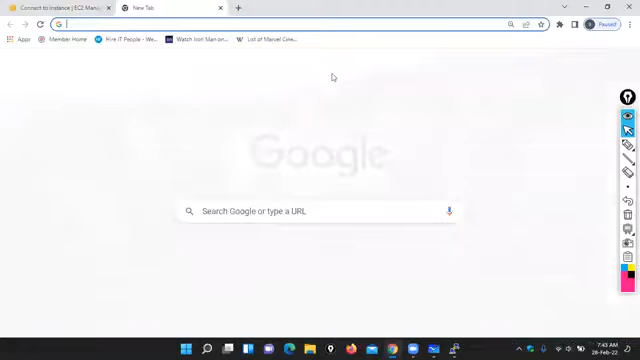 Connect to instance | EC2 Manag
New Tab
Paused
Apps
Member Home
Hire IT People - We...
Watch Iron Man on...
List of Marvel Cine...
Google
Search Google or type a URL
7:43 AM
28-Feb-22